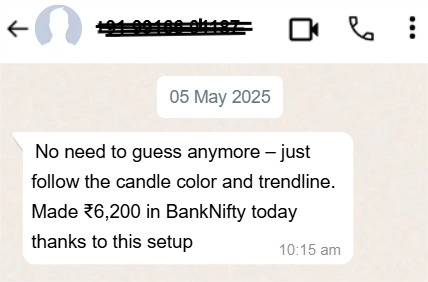 05 May 2025
No need to guess anymore – just
follow the candle color and trendline.
Made ₹6,200 in BankNifty today
thanks to this setup
10:15 am